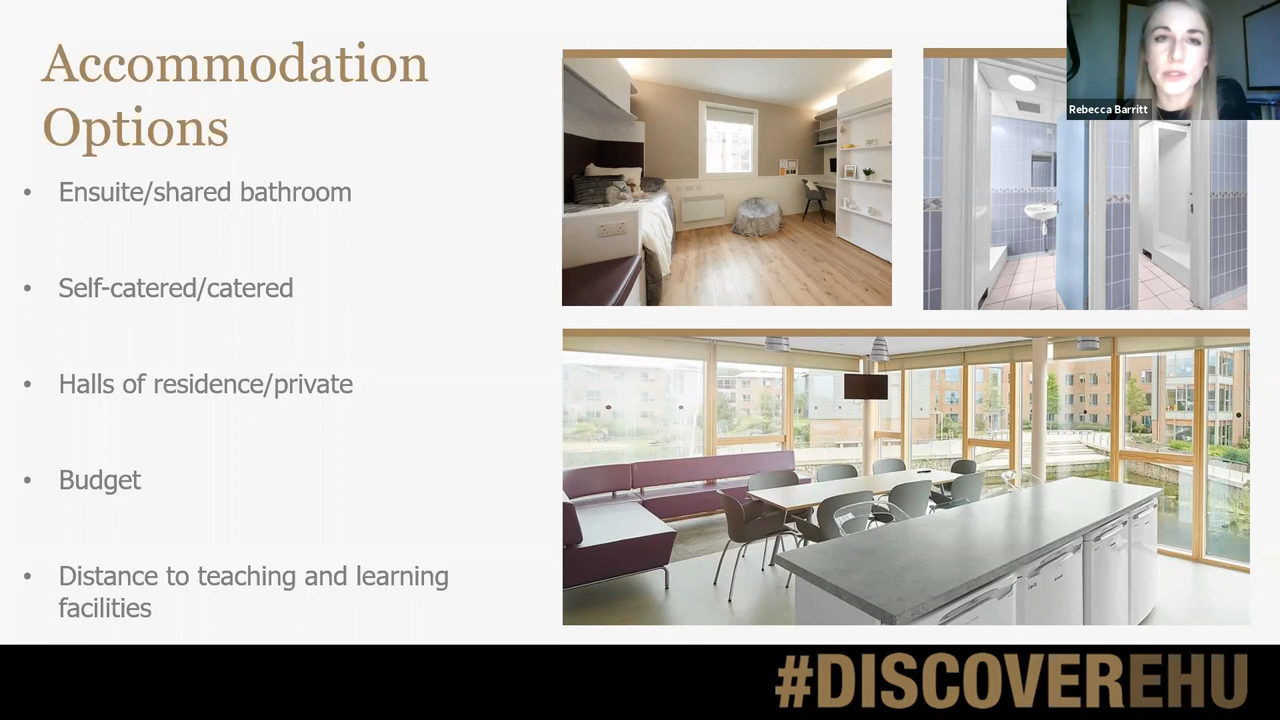 Accommodation
Options
• Ensuite/shared bathroom
• Self-catered/catered
• Halls of residence/private
• Budget
• Distance to teaching and learning
facilities
Rebecca Barritt
#DISCOVEREHU